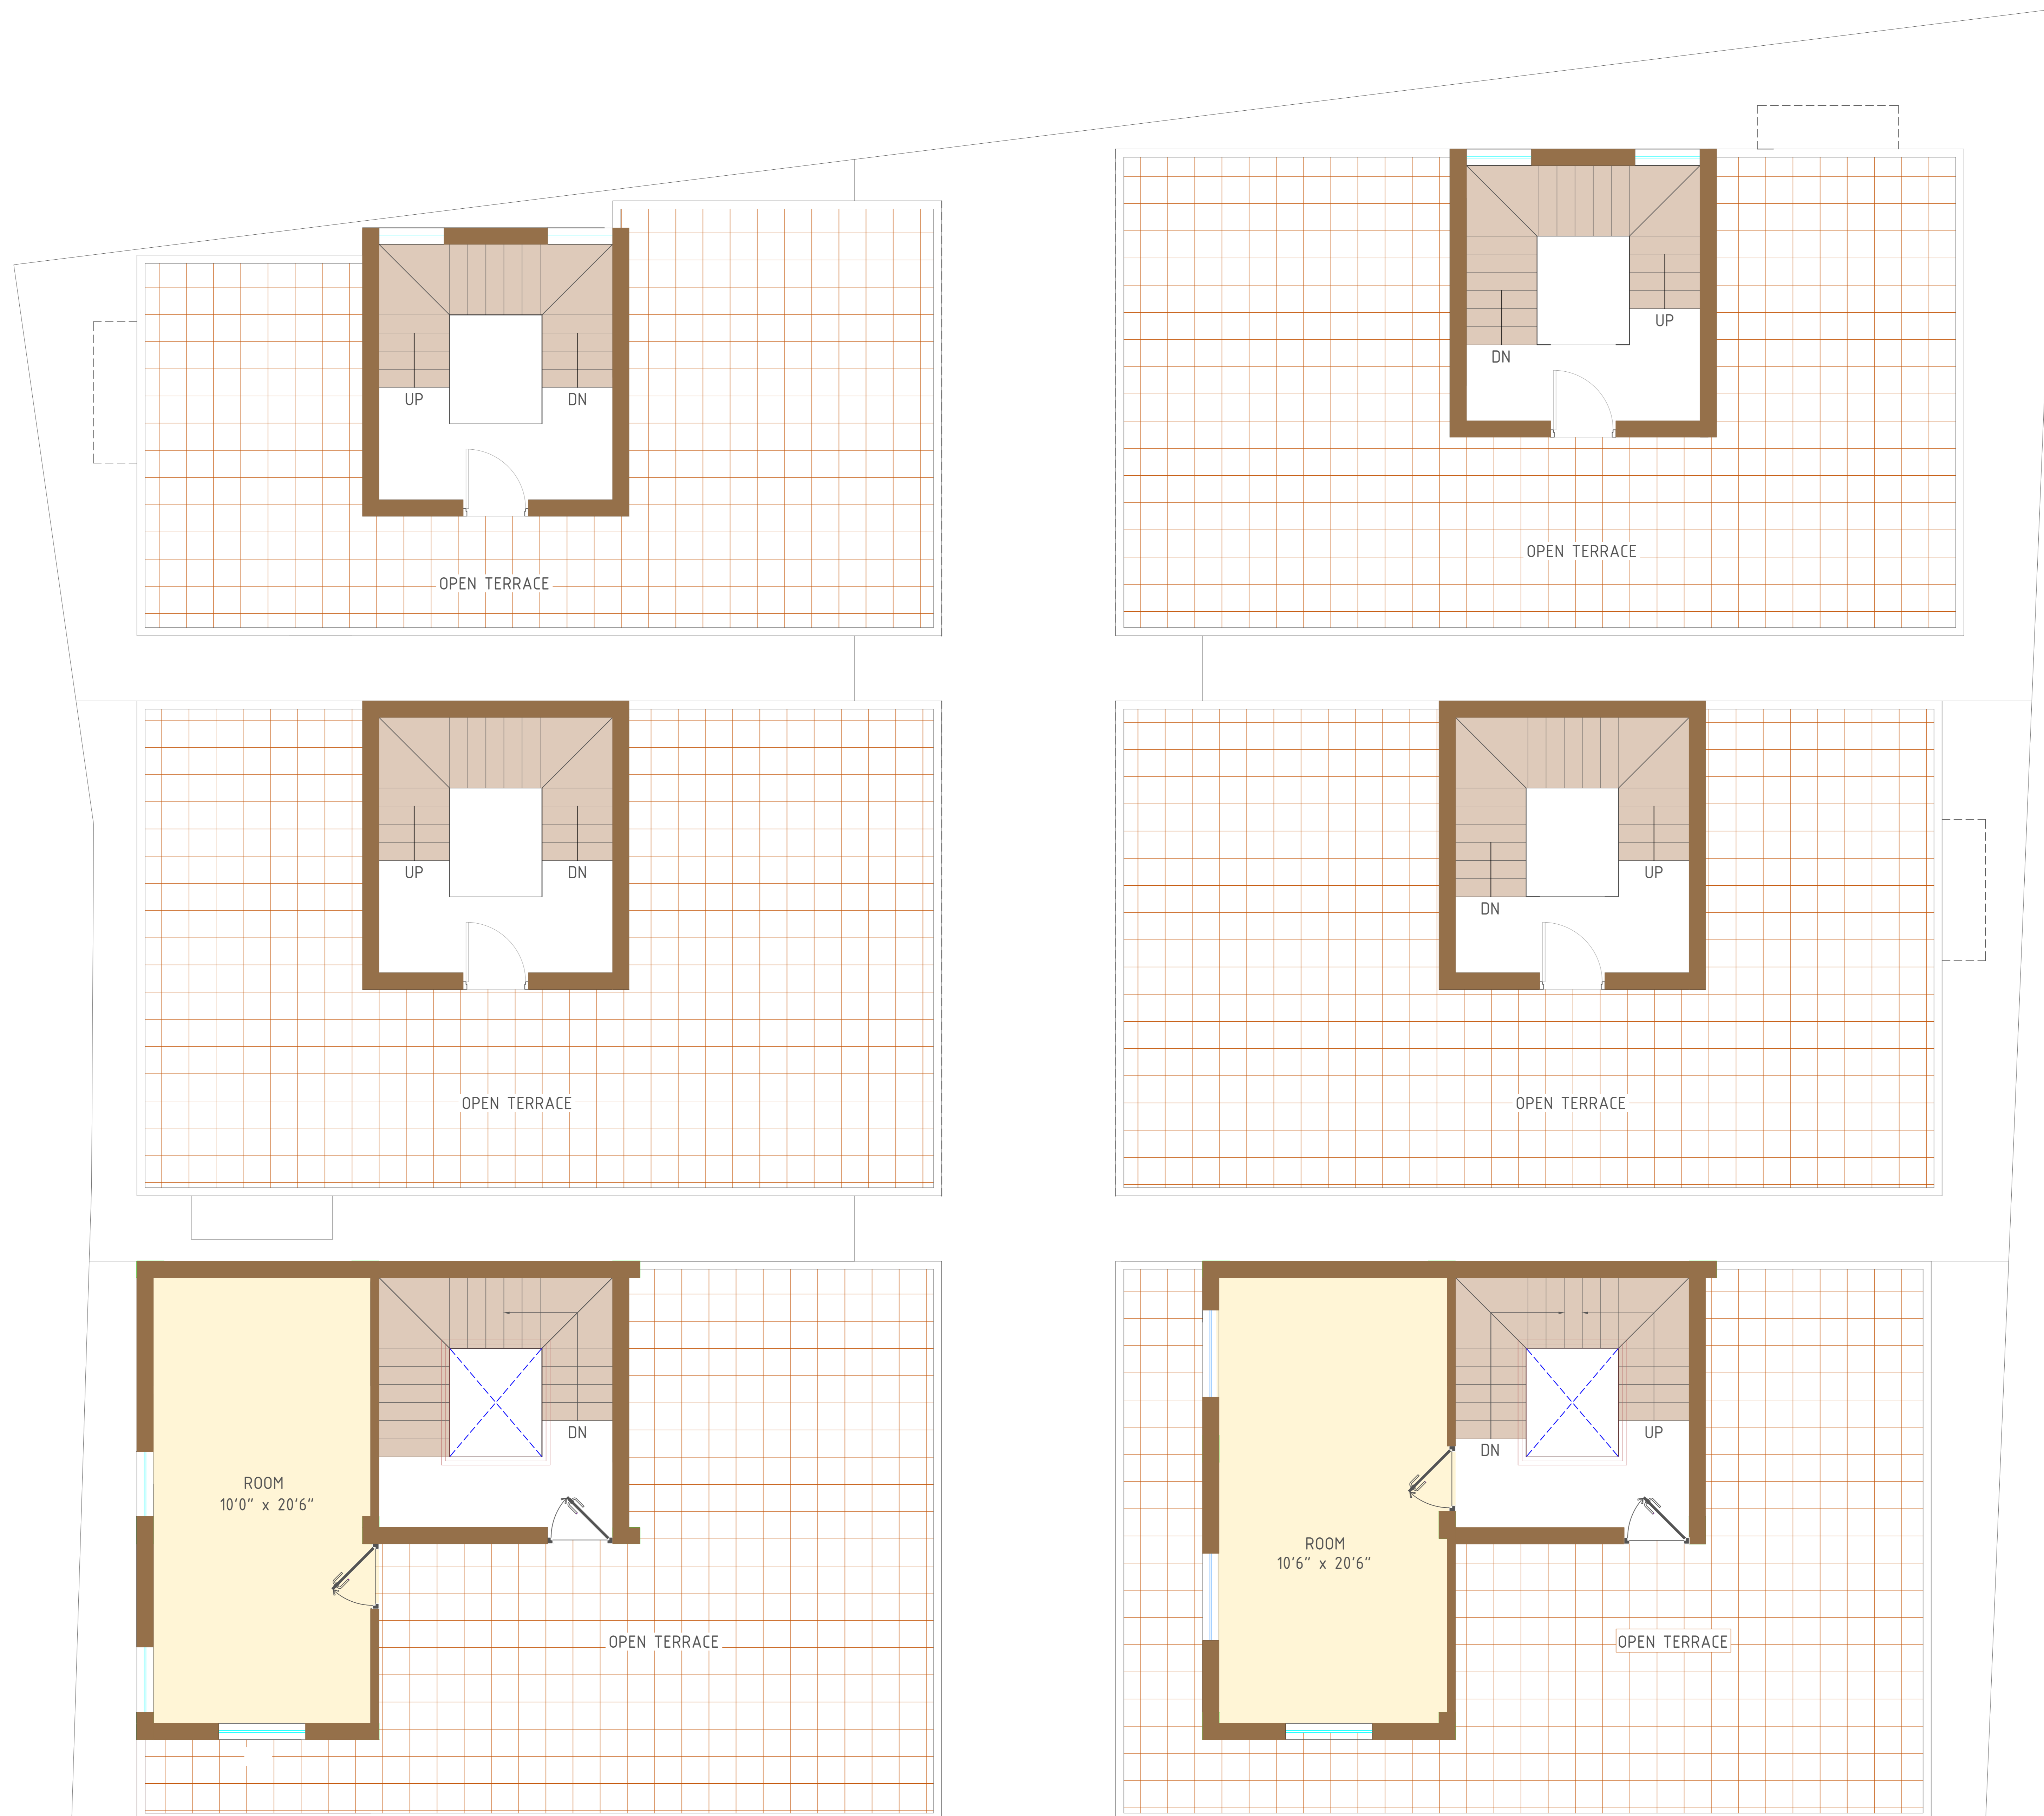 UP
DN
OPEN TERRACE
UP
DN
OPEN TERRACE
UP
DN
OPEN TERRACE
UP
DN
OPEN TERRACE
DN
ROOM
10'0" x 20'6"
OPEN TERRACE
DN
UP
ROOM
10'6" x 20'6"
OPEN TERRACE